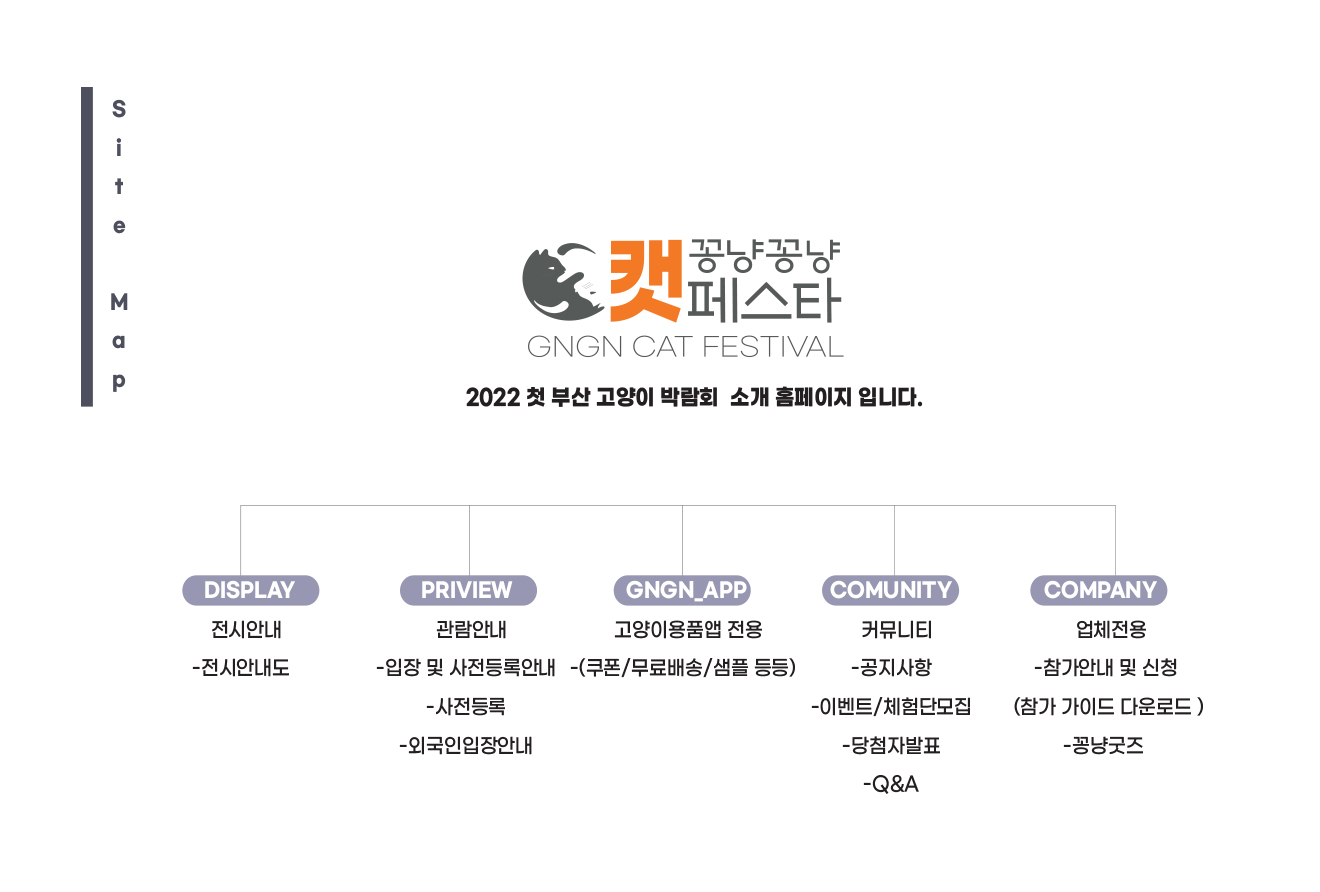 Site Map
캣 꽁냥꽁냥
페스타
GNGN CAT FESTIVAL
2022 첫 부산 고양이 박람회 소개 홈페이지 입니다.
DISPLAY
전시안내
-전시안내도
PRIVIEW
관람안내
-입장 및 사전등록안내
-사전등록
-외국인입장안내
GNGN_APP
고양이용품앱 전용
-(쿠폰/무료배송/샘플 등등)
COMUNITY
커뮤니티
-공지사항
-이벤트/체험단모집
-당첨자발표
-Q&A
COMPANY
업체전용
-참가안내 및 신청
(참가 가이드 다운로드 )
-꽁냥굿즈